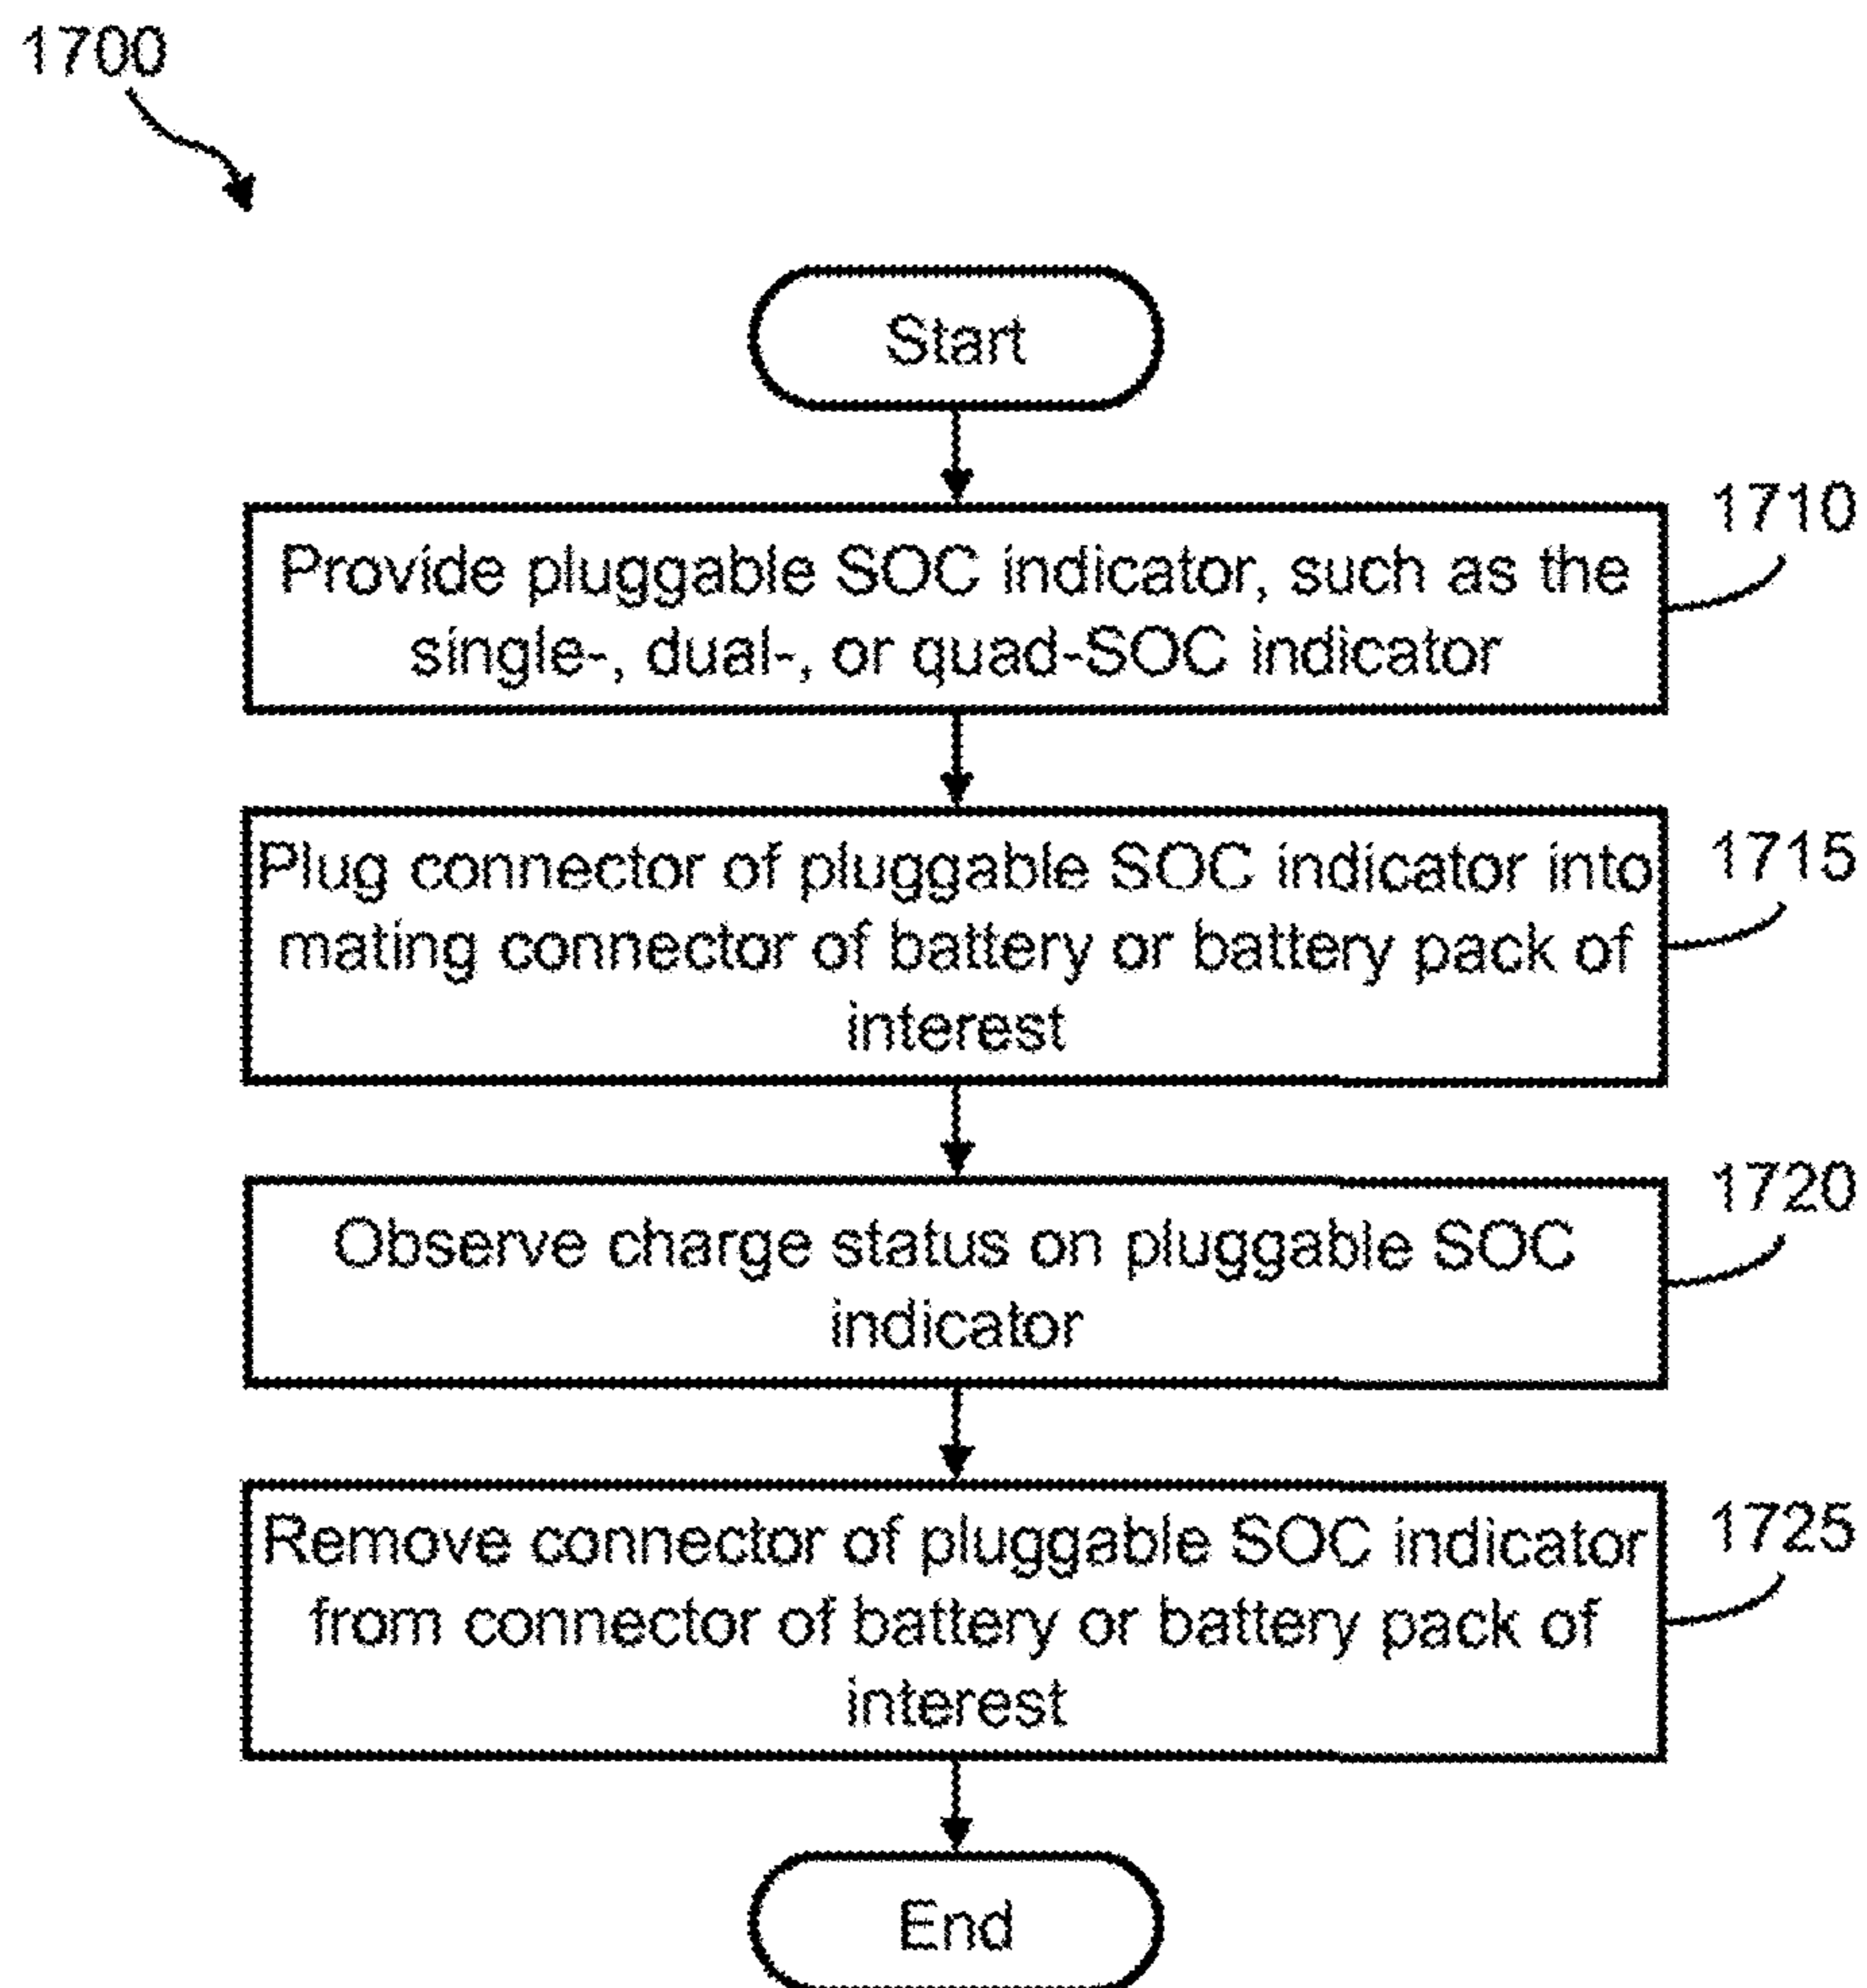 1700
Start
1710
Provide pluggable SOC indicator, such as the
single-, dual-, or quad-SOC indicator
1715
Plug connector of pluggable SOC indicator into
mating connector of battery or battery pack of
interest
1720
Observe charge status on pluggable SOC
indicator
1725
Remove connector of pluggable SOC indicator
from connector of battery or battery pack of
interest
End